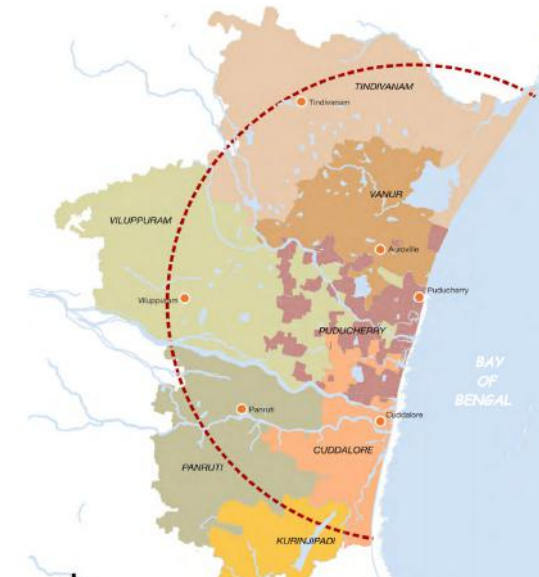 TINDIVANAM
Tindivanam
VANUR
VILUPPURAM
Auroville
Viluppuram
Puducherry
PUDUCHERRY
BAY
OF
BENGAL
Panruti
Cuddalore
CUDDALORE
PANRUTI
KURINJIPADI